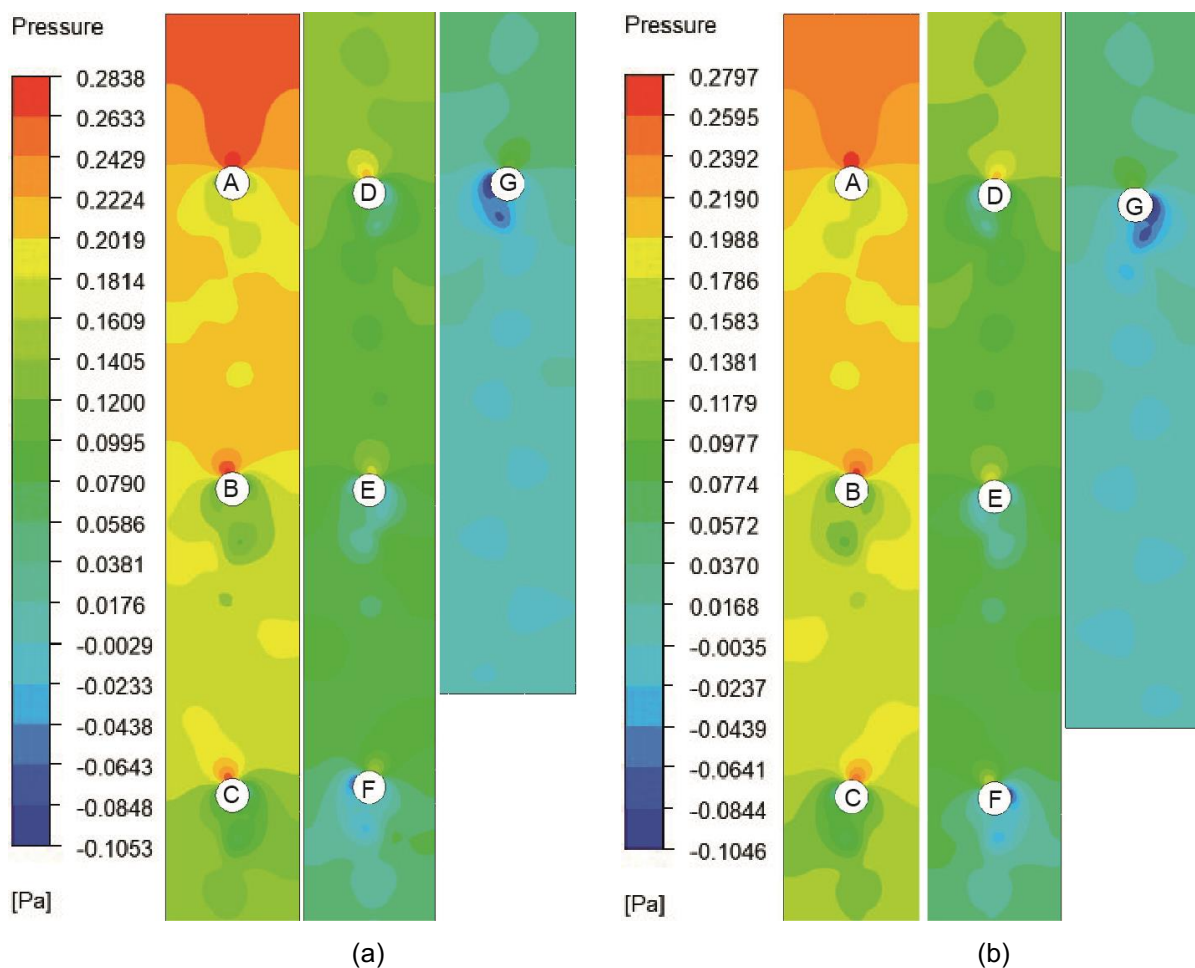 Pressure
0.2838
0.2633
0.2429
0.2224
0.2019
0.1814
0.1609
0.1405
0.1200
0.0995
0.0790
0.0586
0.0381
0.0176
-0.0029
-0.0233
-0.0438
-0.0643
-0.0848
-0.1053
[Pa]
A
B
C
D
E
F
G
(a)
Pressure
0.2797
0.2595
0.2392
0.2190
0.1988
0.1786
0.1583
0.1381
0.1179
0.0977
0.0774
0.0572
0.0370
0.0168
-0.0035
-0.0237
-0.0439
-0.0641
-0.0844
-0.1046
[Pa]
A
B
C
D
E
F
G
(b)